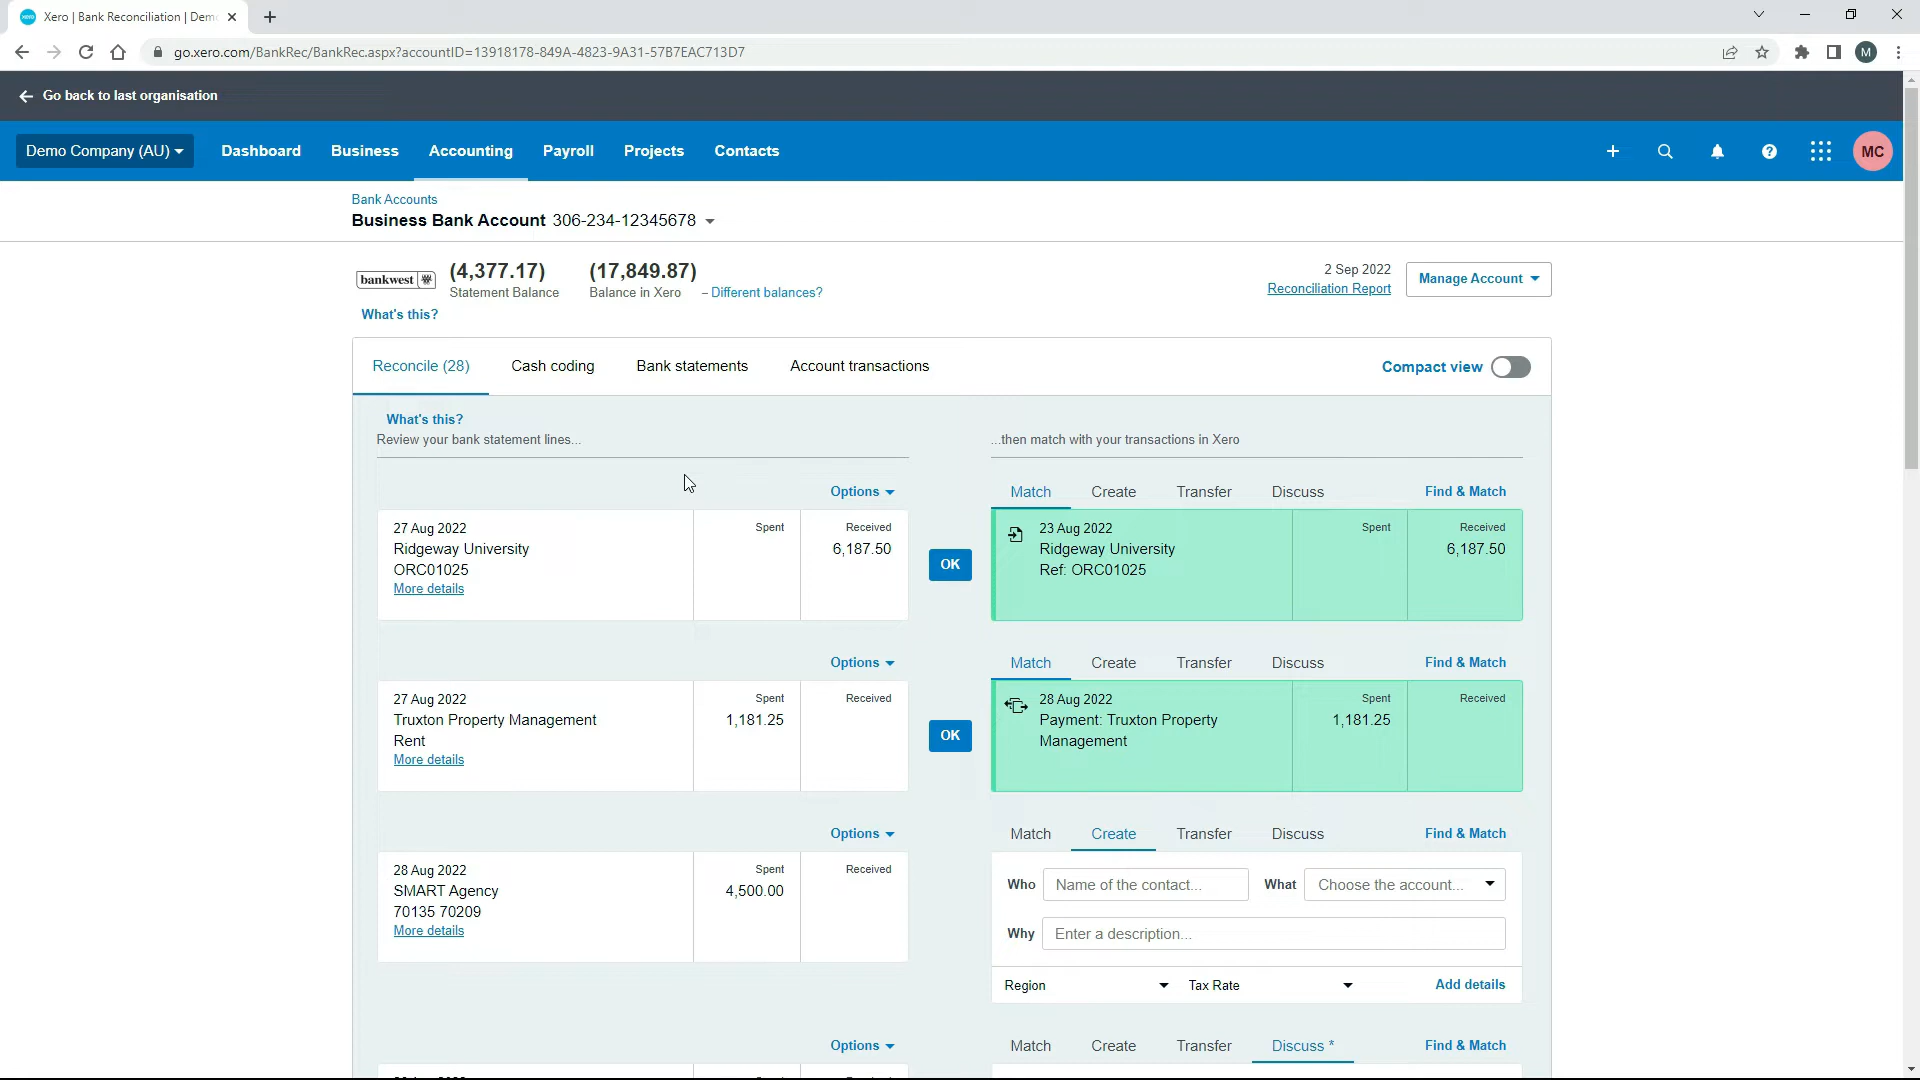 Xero | Bank Reconciliation | Dem
go.xero.com/BankRec/BankRec.aspx?accountID=13918178-849A-4823-9A31-57B7EAC713D7
M
Go back to last organisation
Demo Company (AU)
Dashboard
Business
Accounting
Payroll
Projects
Contacts
MC
Bank Accounts
Business Bank Account 306-234-12345678
bankwest
(4,377.17)
Statement Balance
(17,849.87)
Balance in Xero
– Different balances?
2 Sep 2022
Reconciliation Report
Manage Account
What's this?
Reconcile (28)
Cash coding
Bank statements
Account transactions
Compact view
What's this?
Review your bank statement lines...
...then match with your transactions in Xero
Options
Match
Create
Transfer
Discuss
Find & Match
27 Aug 2022
Ridgeway University
ORC01025
More details
Spent
Received
6,187.50
OK
23 Aug 2022
Ridgeway University
Ref: ORC01025
Spent
Received
6,187.50
Options
Match
Create
Transfer
Discuss
Find & Match
27 Aug 2022
Truxton Property Management
Rent
More details
Spent
1,181.25
Received
OK
28 Aug 2022
Payment: Truxton Property
Management
Spent
1,181.25
Received
Options
Match
Create
Transfer
Discuss
Find & Match
28 Aug 2022
SMART Agency
70135 70209
More details
Spent
4,500.00
Received
Who
Name of the contact...
What
Choose the account...
Why
Enter a description...
Region
Tax Rate
Add details
Options
Match
Create
Transfer
Discuss *
Find & Match